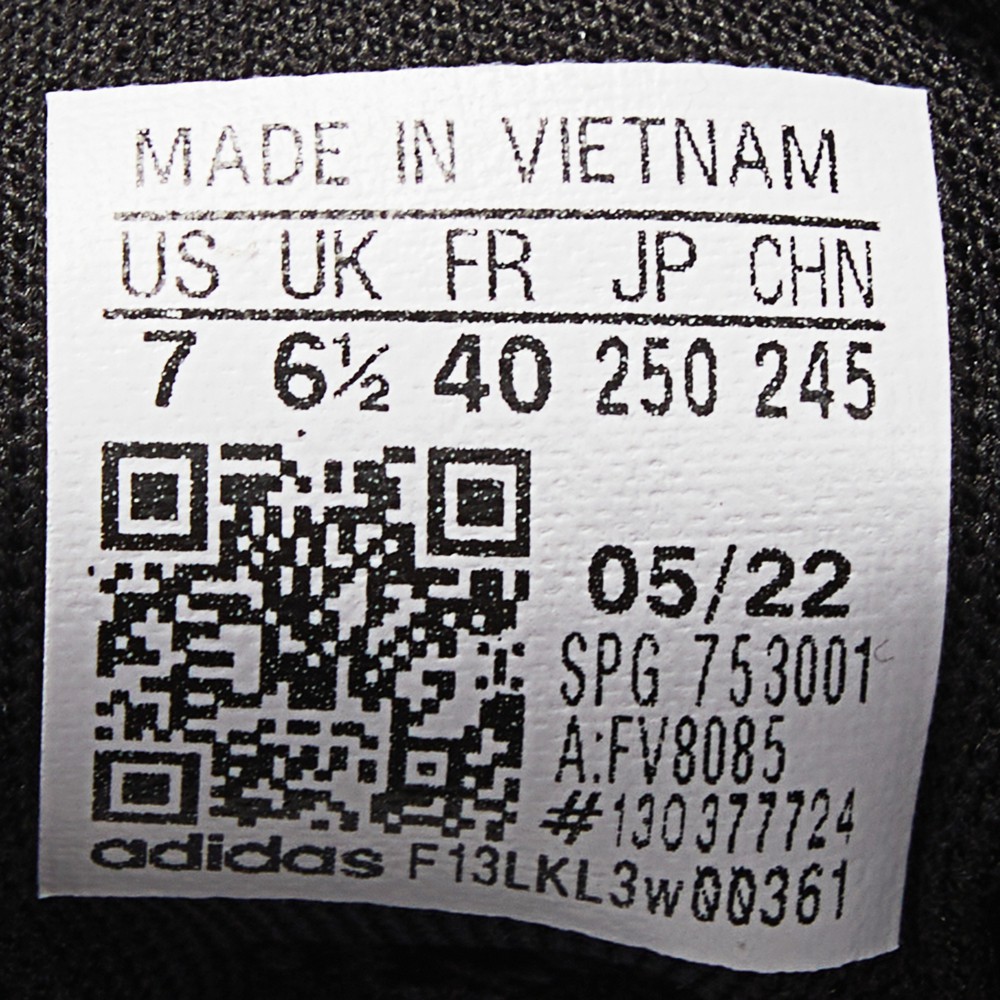 MADE IN VIETNAM
US UK FR JP CHN
7 6½ 40 250 245
05/22
SPG 753001
A:FV8085
#130377724
adidas F13LKL3w00361